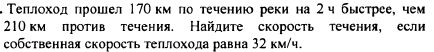 . Теплоход прошел 170 км по течению реки на 2 ч быстрее, чем
210 км против течения. Найдите скорость течения, если
собственная скорость теплохода равна 32 км/ч.